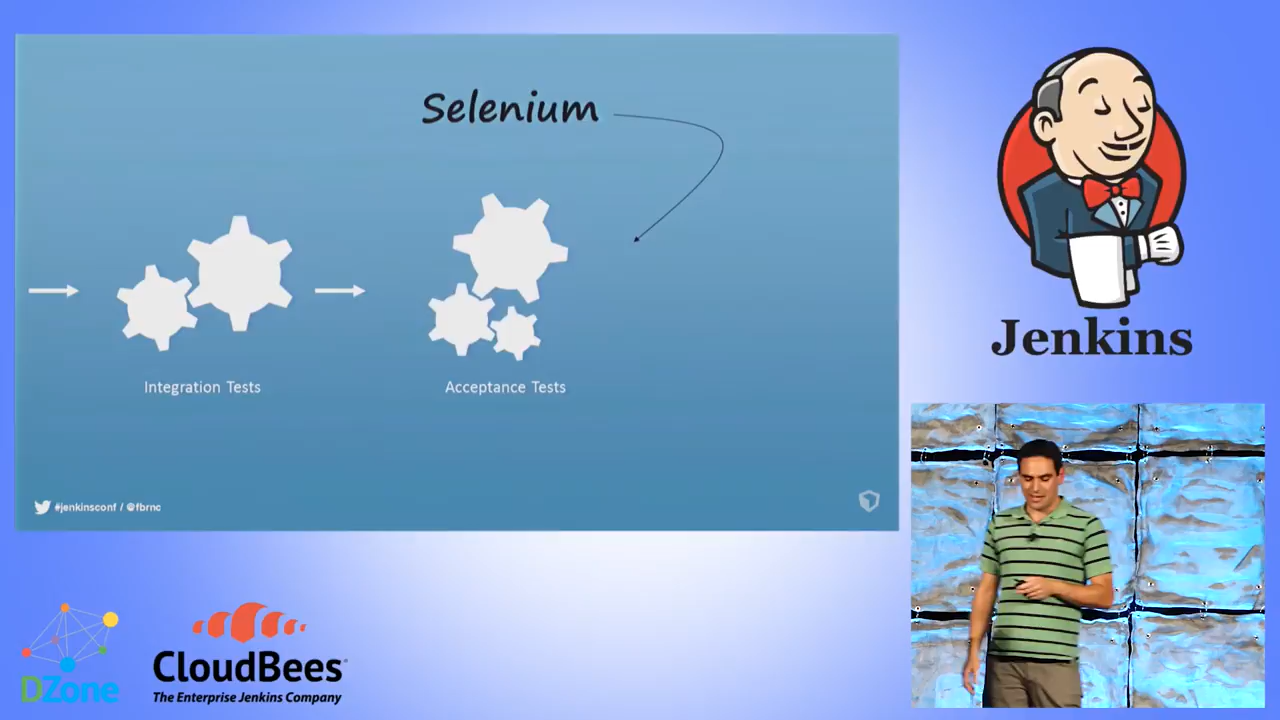 Selenium
Integration Tests
Acceptance Tests
#jenkinsconf / @fbrnc
Jenkins
DZone
CloudBees
The Enterprise Jenkins Company